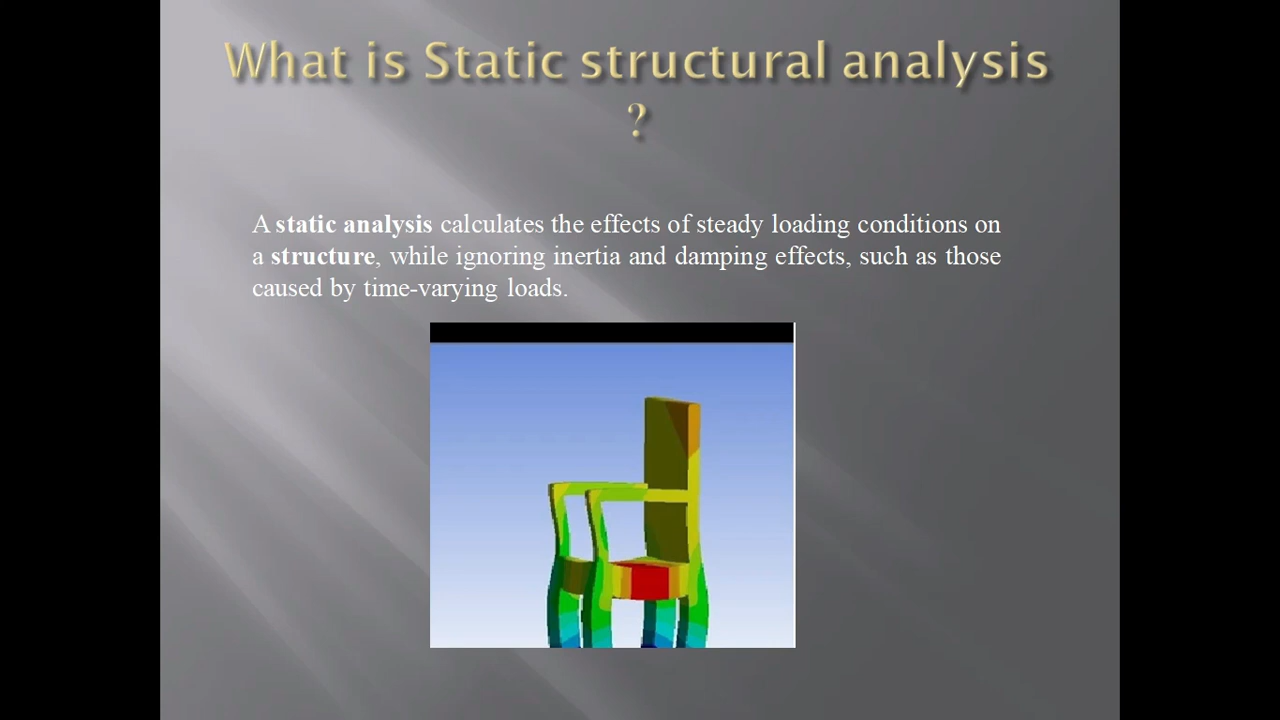 What is Static structural analysis
?
A static analysis calculates the effects of steady loading conditions on
a structure, while ignoring inertia and damping effects, such as those
caused by time-varying loads.